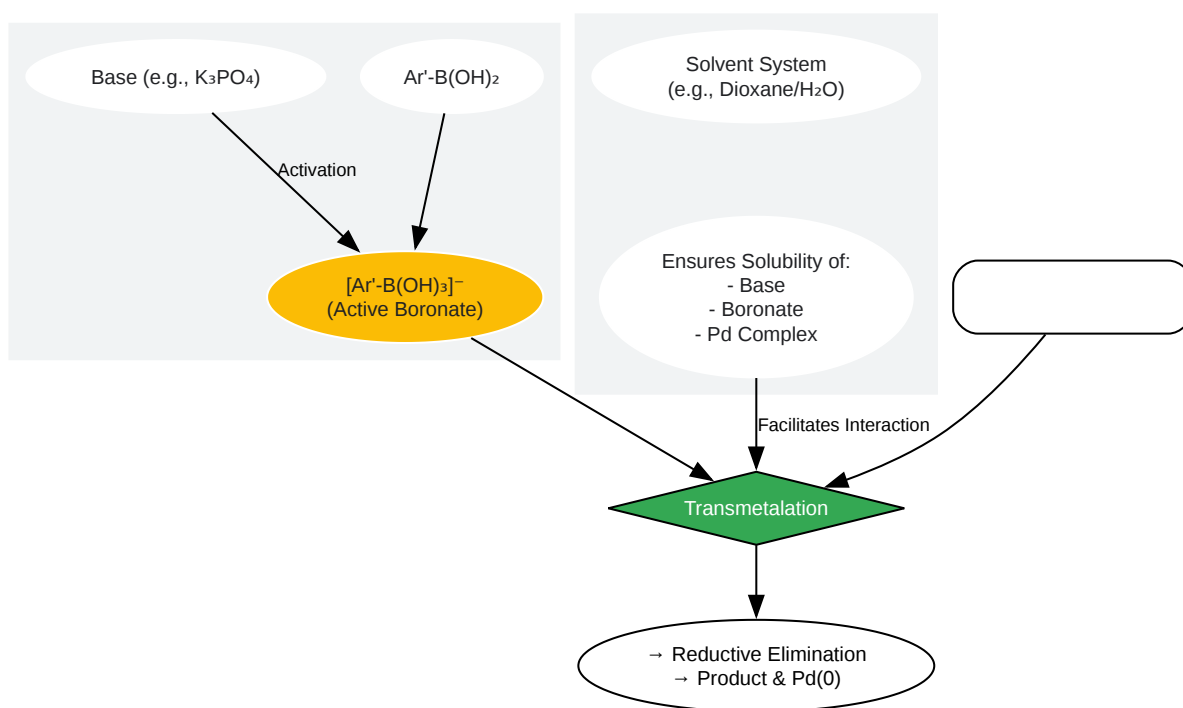 Base (e.g., K₃PO₄)
Ar'-B(OH)₂
Solvent System
(e.g., Dioxane/H₂O)
Activation
[Ar'-B(OH)₃]⁻
(Active Boronate)
Ensures Solubility of:
- Base
- Boronate
- Pd Complex
Facilitates Interaction
Transmetalation
→ Reductive Elimination
→ Product & Pd(0)